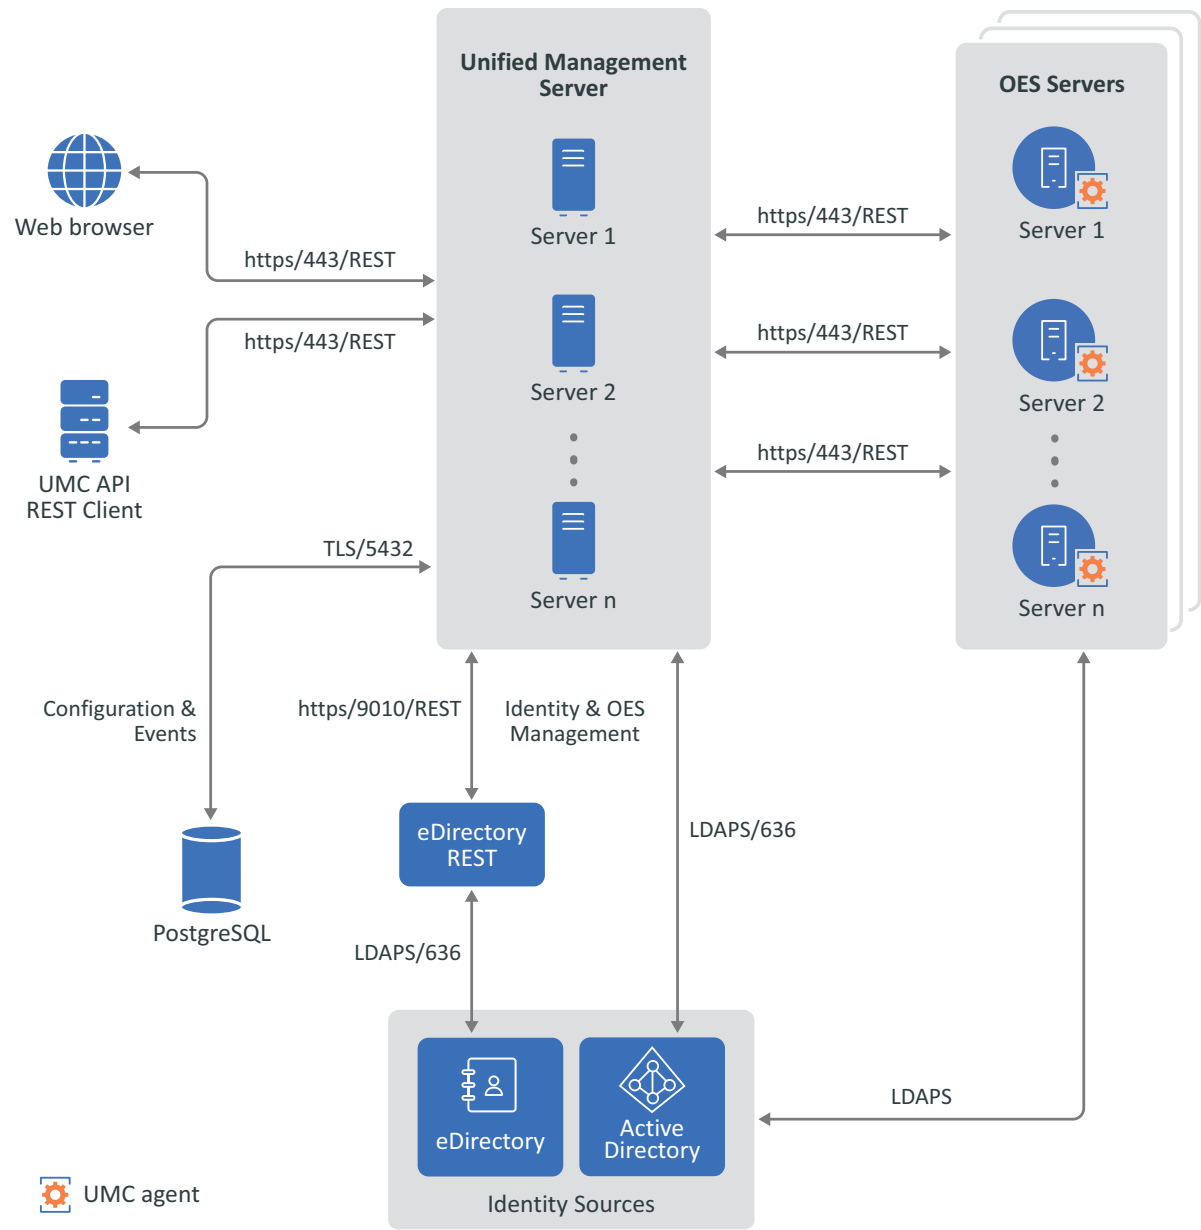 Unified Management
Server
OES Servers
Web browser
https/443/REST
https/443/REST
UMC API
REST Client
Server 1
Server 2
Server n
https/443/REST
https/443/REST
https/443/REST
Server 1
Server 2
Server n
TLS/5432
Configuration &
Events
https/9010/REST
Identity & OES
Management
eDirectory
REST
LDAPS/636
PostgreSQL
LDAPS/636
eDirectory
Active
Directory
LDAPS
Identity Sources
UMC agent